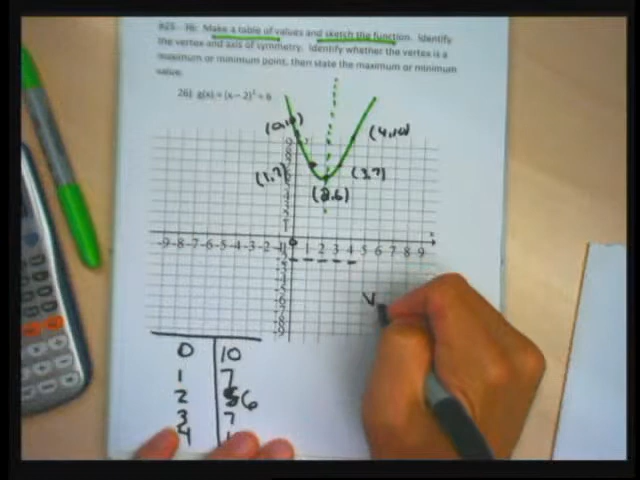 #25-36: Make a table of values and sketch the function. Identify
the vertex and axis of symmetry. Identify whether the vertex is a
maximum or minimum point, then state the maximum or minimum
value.
26) g(x) = (x − 2)² + 6
(4,10)
(1,7) (3,7)
(2,6)
0
-9 -8 -7 -6 -5 -4 -3 -2 -1 1 2 3 4 5 6 7 8 9
V
0 10
1 7
2 6
3 7
4 1